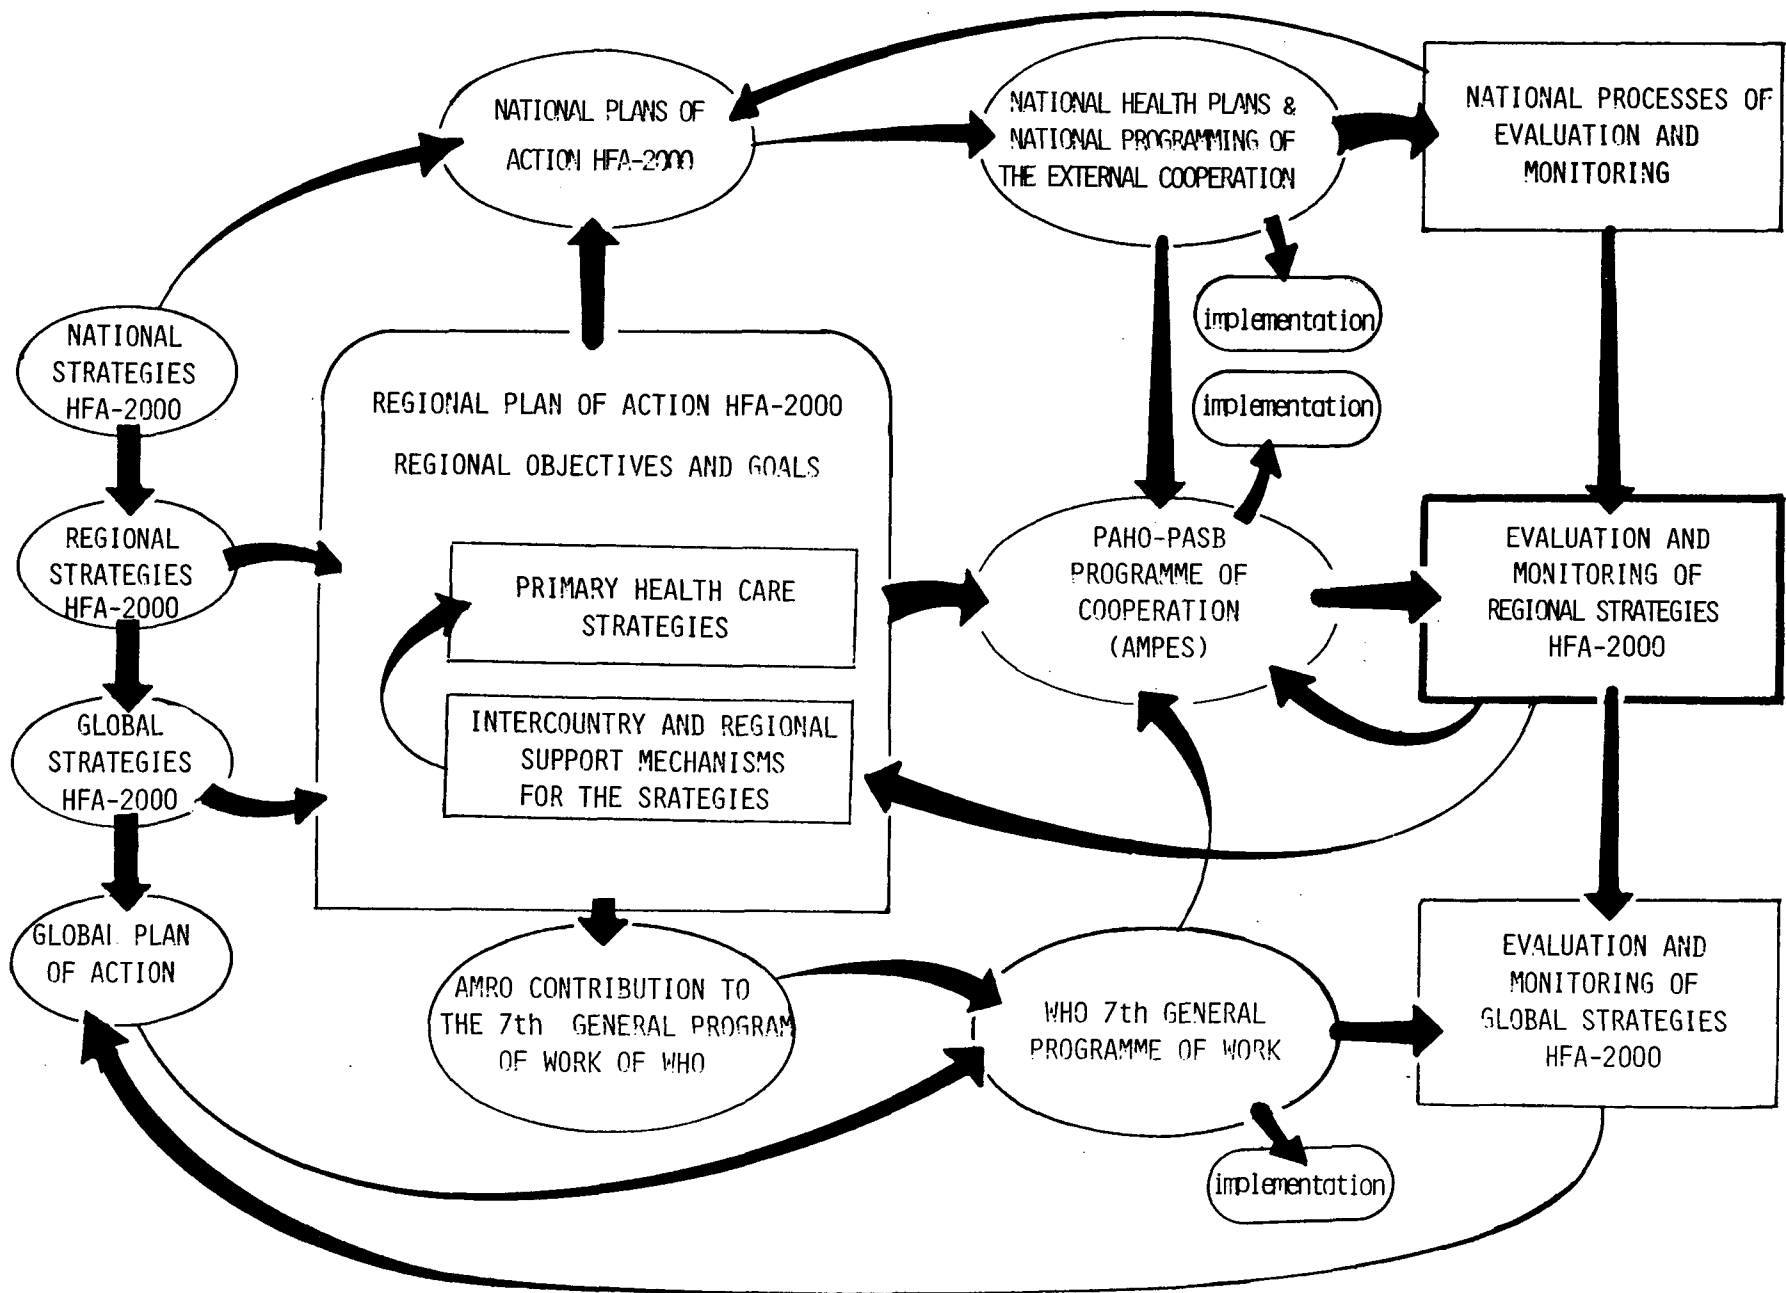 NATIONAL PLANS OF
ACTION HFA-2000
NATIONAL HEALTH PLANS &
NATIONAL PROGRAMMING OF
THE EXTERNAL COOPERATION
NATIONAL PROCESSES OF
EVALUATION AND
MONITORING
implementation
implementation
NATIONAL
STRATEGIES
HFA-2000
REGIONAL PLAN OF ACTION HFA-2000
REGIONAL OBJECTIVES AND GOALS
REGIONAL
STRATEGIES
HFA-2000
PRIMARY HEALTH CARE
STRATEGIES
PAHO-PASB
PROGRAMME OF
COOPERATION
(AMPES)
EVALUATION AND
MONITORING OF
REGIONAL STRATEGIES
HFA-2000
GLOBAL
STRATEGIES
HFA-2000
INTERCOUNTRY AND REGIONAL
SUPPORT MECHANISMS
FOR THE SRATEGIES
GLOBAL PLAN
OF ACTION
AMRO CONTRIBUTION TO
THE 7th GENERAL PROGRAM
OF WORK OF WHO
WHO 7th GENERAL
PROGRAMME OF WORK
EVALUATION AND
MONITORING OF
GLOBAL STRATEGIES
HFA-2000
implementation